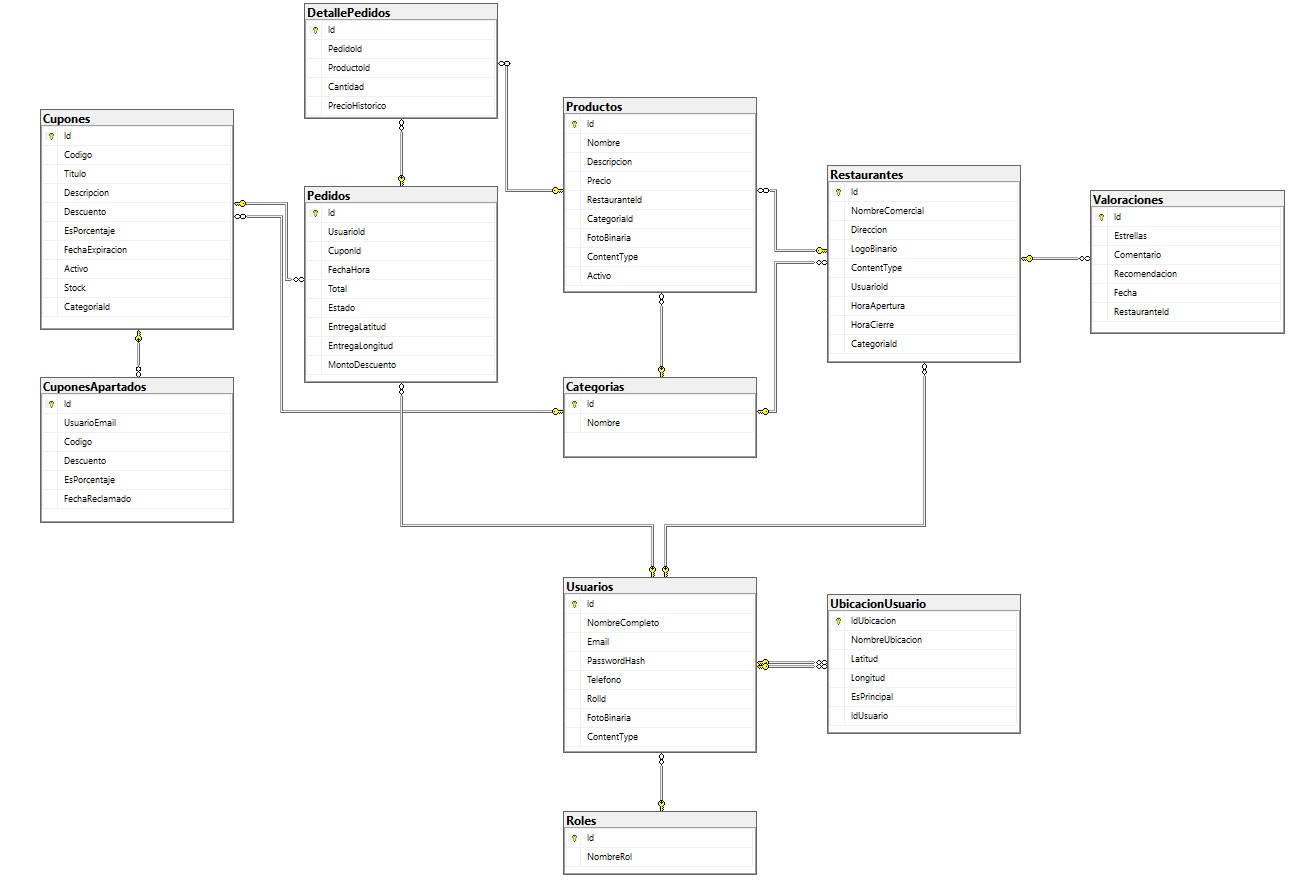 DetallePedidos
Id
PedidoId
ProductoId
Cantidad
PrecioHistorico
Cupones
Id
Codigo
Titulo
Descripcion
Descuento
EsPorcentaje
FechaExpiracion
Activo
Stock
CategoriaId
Pedidos
Id
UsuarioId
CuponId
FechaHora
Total
Estado
EntregaLatitud
EntregaLongitud
MontoDescuento
Productos
Id
Nombre
Descripcion
Precio
RestauranteId
CategoriaId
FotoBinaria
ContentType
Activo
Restaurantes
Id
NombreComercial
Direccion
LogoBinario
ContentType
UsuarioId
HoraApertura
HoraCierre
CategoriaId
Valoraciones
Id
Estrellas
Comentario
Recomendacion
Fecha
RestauranteId
CuponesApartados
Id
UsuarioEmail
Codigo
Descuento
EsPorcentaje
FechaReclamado
Categorias
Id
Nombre
Usuarios
Id
NombreCompleto
Email
PasswordHash
Telefono
RolId
FotoBinaria
ContentType
UbicacionUsuario
IdUbicacion
NombreUbicacion
Latitud
Longitud
EsPrincipal
IdUsuario
Roles
Id
NombreRol